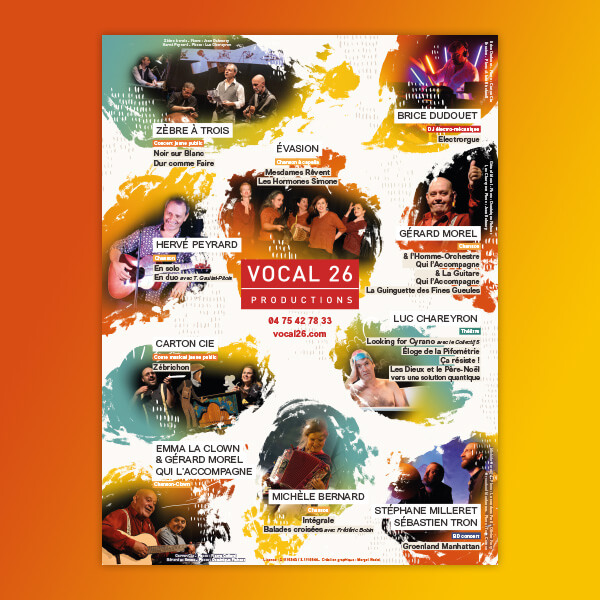 ZÈBRE À TROIS
Concert jeune public
Noir sur Blanc
Dur comme Faire
BRICE DUDOUET
DJ électro-mécanique
Électrorgue
ÉVASION
Chanson à capella
Mesdames Rêvent
Les Hormones Simone
HERVÉ PEYRARD
Chanson
En solo
En duo avec T.
GÉRARD MOREL
Chanson
& l'Homme-Orchestre
Qui l'Accompagne
& La Guitare
Qui l'Accompagne
La Guinguette des Fines Gueules
VOCAL 26
PRODUCTIONS
04 75 42 78 33
vocal26.com
LUC CHAREYRON
Théâtre
Looking for Cyrano avec le Collectif 5
Éloge de la Pifométrie
Ça résiste !
Les Dieux et le Père-Noël
vers une solution quantique
CARTON CIE
Conte musical jeune public
Zébrichon
EMMA LA CLOWN
& GÉRARD MOREL
QUI L'ACCOMPAGNE
Chanson-Clown
MICHÈLE BERNARD
Chanson
Intégrale
Balades croisées avec Frédéric Bobin
STÉPHANE MILLERET
SÉBASTIEN TRON
BD concert
Groenland Manhattan